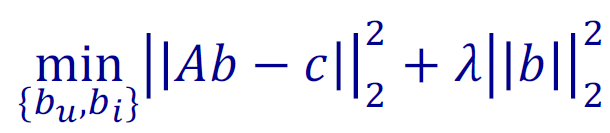 min ||Ab − c||₂² + λ||b||₂²
{b_u,b_i}